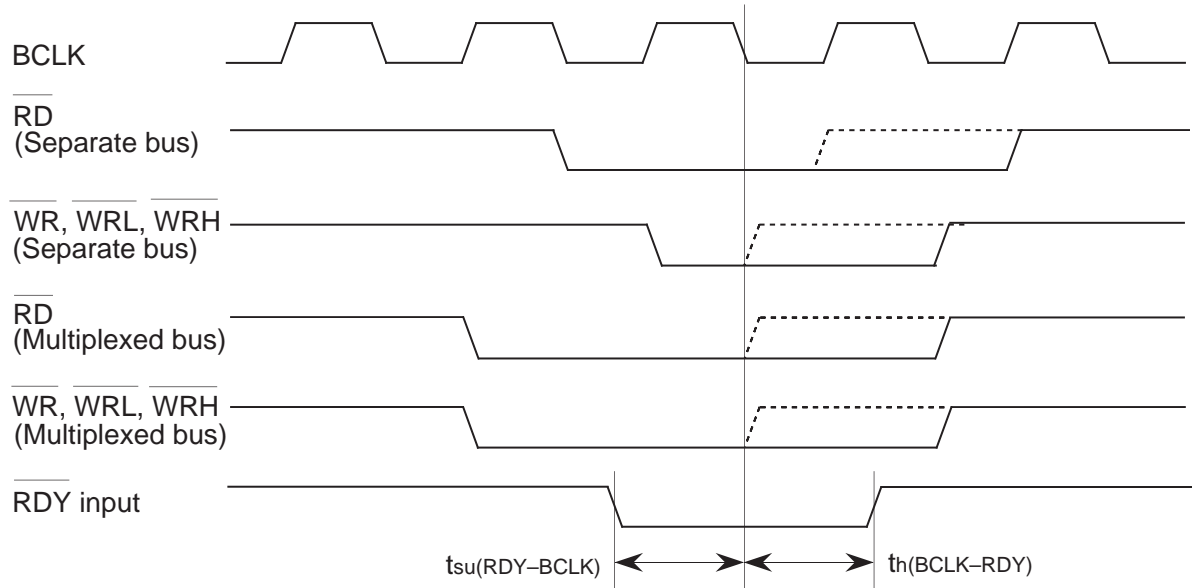 BCLK
RD
(Separate bus)
WR, WRL, WRH
(Separate bus)
RD
(Multiplexed bus)
WR, WRL, WRH
(Multiplexed bus)
RDY input
tsu(RDY–BCLK)
th(BCLK–RDY)